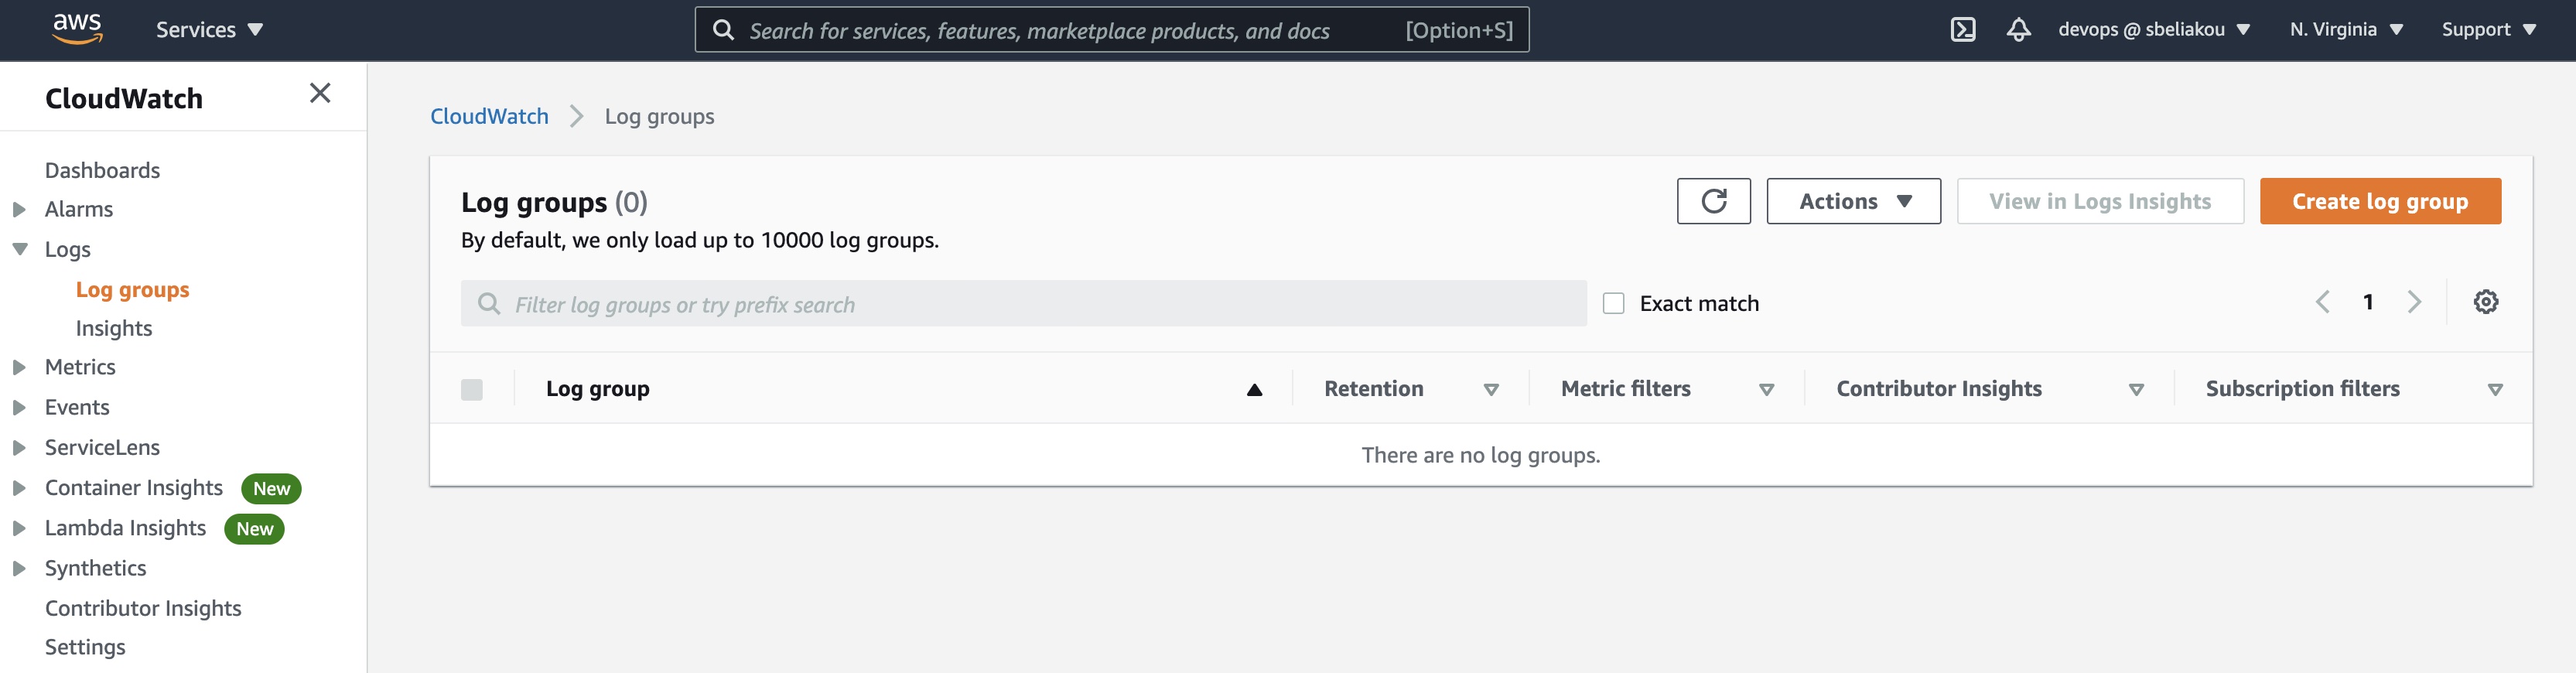 aws Services Search for services, features, marketplace products, and docs [Option+S] devops @ sbeliakou N. Virginia Support
CloudWatch
Dashboards
Alarms
Logs
Log groups
Insights
Metrics
Events
ServiceLens
Container Insights New
Lambda Insights New
Synthetics
Contributor Insights
Settings
CloudWatch Log groups
Log groups (0)
By default, we only load up to 10000 log groups.
Actions View in Logs Insights Create log group
Filter log groups or try prefix search Exact match 1
Log group Retention Metric filters Contributor Insights Subscription filters
There are no log groups.